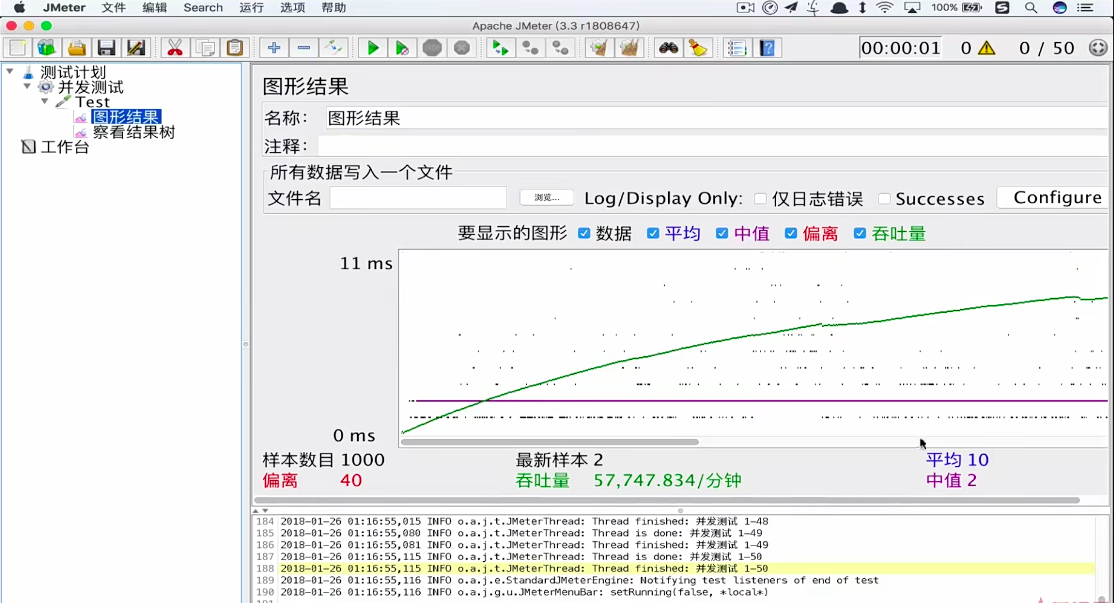 JMeter 文件 编辑 Search 运行 选项 帮助 100%
Apache JMeter (3.3 r1808647)
00:00:01 0 0 / 50
测试计划
并发测试
Test
图形结果
察看结果树
工作台
图形结果
名称: 图形结果
注释:
所有数据写入一个文件
文件名 浏览... Log/Display Only: 仅日志错误 Successes Configure
要显示的图形 数据 平均 中值 偏离 吞吐量
11 ms
0 ms
样本数目 1000 最新样本 2 平均 10
偏离 40 吞吐量 57,747.834/分钟 中值 2
184 2018-01-26 01:16:55,015 INFO o.a.j.t.JMeterThread: Thread finished: 并发测试 1-48
185 2018-01-26 01:16:55,080 INFO o.a.j.t.JMeterThread: Thread is done: 并发测试 1-49
186 2018-01-26 01:16:55,081 INFO o.a.j.t.JMeterThread: Thread finished: 并发测试 1-49
187 2018-01-26 01:16:55,115 INFO o.a.j.t.JMeterThread: Thread is done: 并发测试 1-50
188 2018-01-26 01:16:55,115 INFO o.a.j.t.JMeterThread: Thread finished: 并发测试 1-50
189 2018-01-26 01:16:55,116 INFO o.a.j.e.StandardJMeterEngine: Notifying test listeners of end of test
190 2018-01-26 01:16:55,116 INFO o.a.j.g.u.JMeterMenuBar: setRunning(false, *local*)